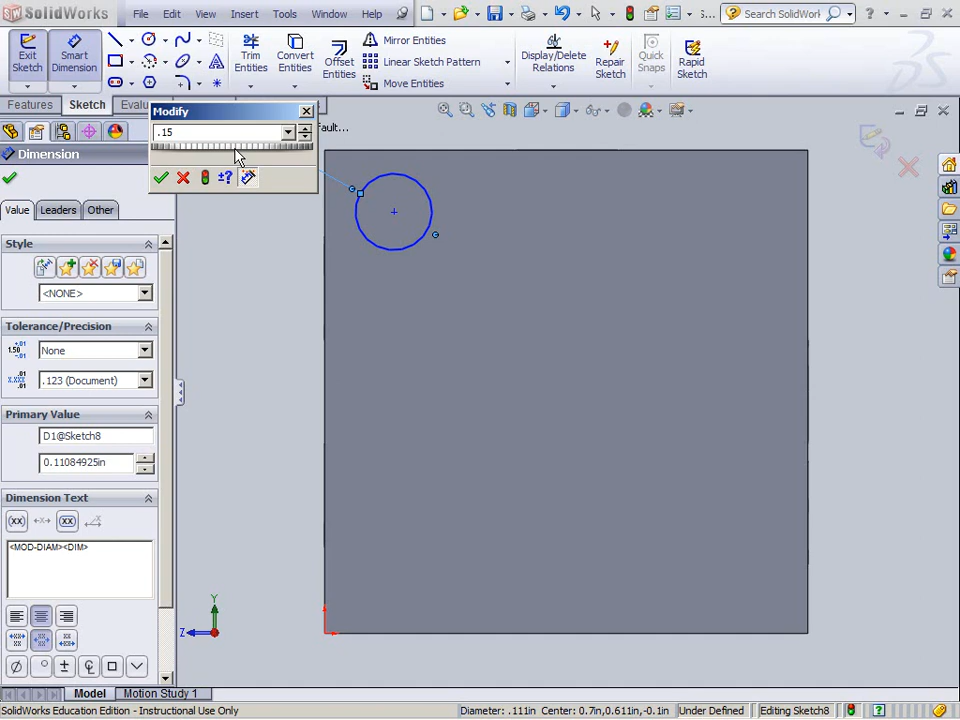 SolidWorks File Edit View Insert Tools Window Help S... Search SolidWork ?
Exit Sketch
Smart Dimension
Trim Entities
Convert Entities
Offset Entities
Mirror Entities
Linear Sketch Pattern
Move Entities
Display/Delete Relations
Repair Sketch
Quick Snaps
Rapid Sketch
Features Sketch Evalu
Modify
.15
±?
Fault...
Dimension
Value Leaders Other
Style
<NONE>
Tolerance/Precision
None
.123 (Document)
Primary Value
D1@Sketch8
0.11084925in
Dimension Text
<MOD-DIAM><DIM>
Y
Z
Model Motion Study 1
SolidWorks Education Edition - Instructional Use Only Diameter: .111in Center: 0.7in,0.611in,-0.1in Under Defined Editing Sketch8 ?